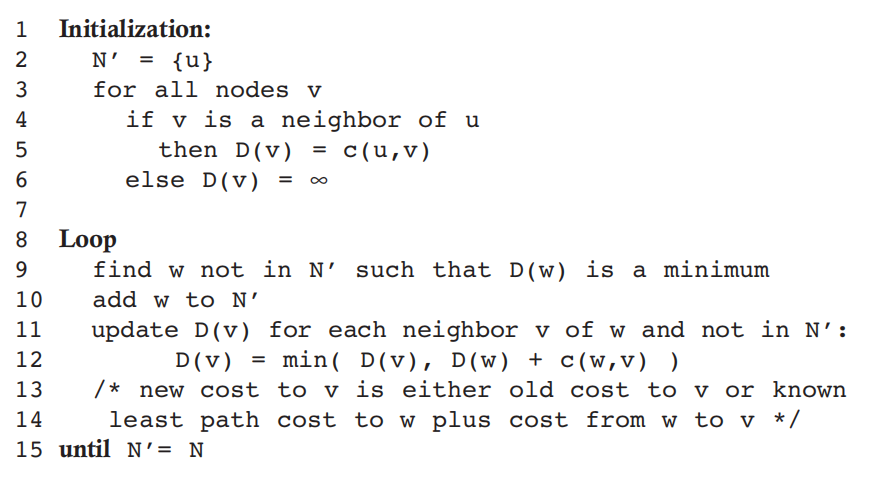 1 Initialization:
2 N’ = {u}
3 for all nodes v
4 if v is a neighbor of u
5 then D(v) = c(u,v)
6 else D(v) = ∞
7
8 Loop
9 find w not in N’ such that D(w) is a minimum
10 add w to N’
11 update D(v) for each neighbor v of w and not in N’:
12 D(v) = min( D(v), D(w) + c(w,v) )
13 /* new cost to v is either old cost to v or known
14 least path cost to w plus cost from w to v */
15 until N’= N